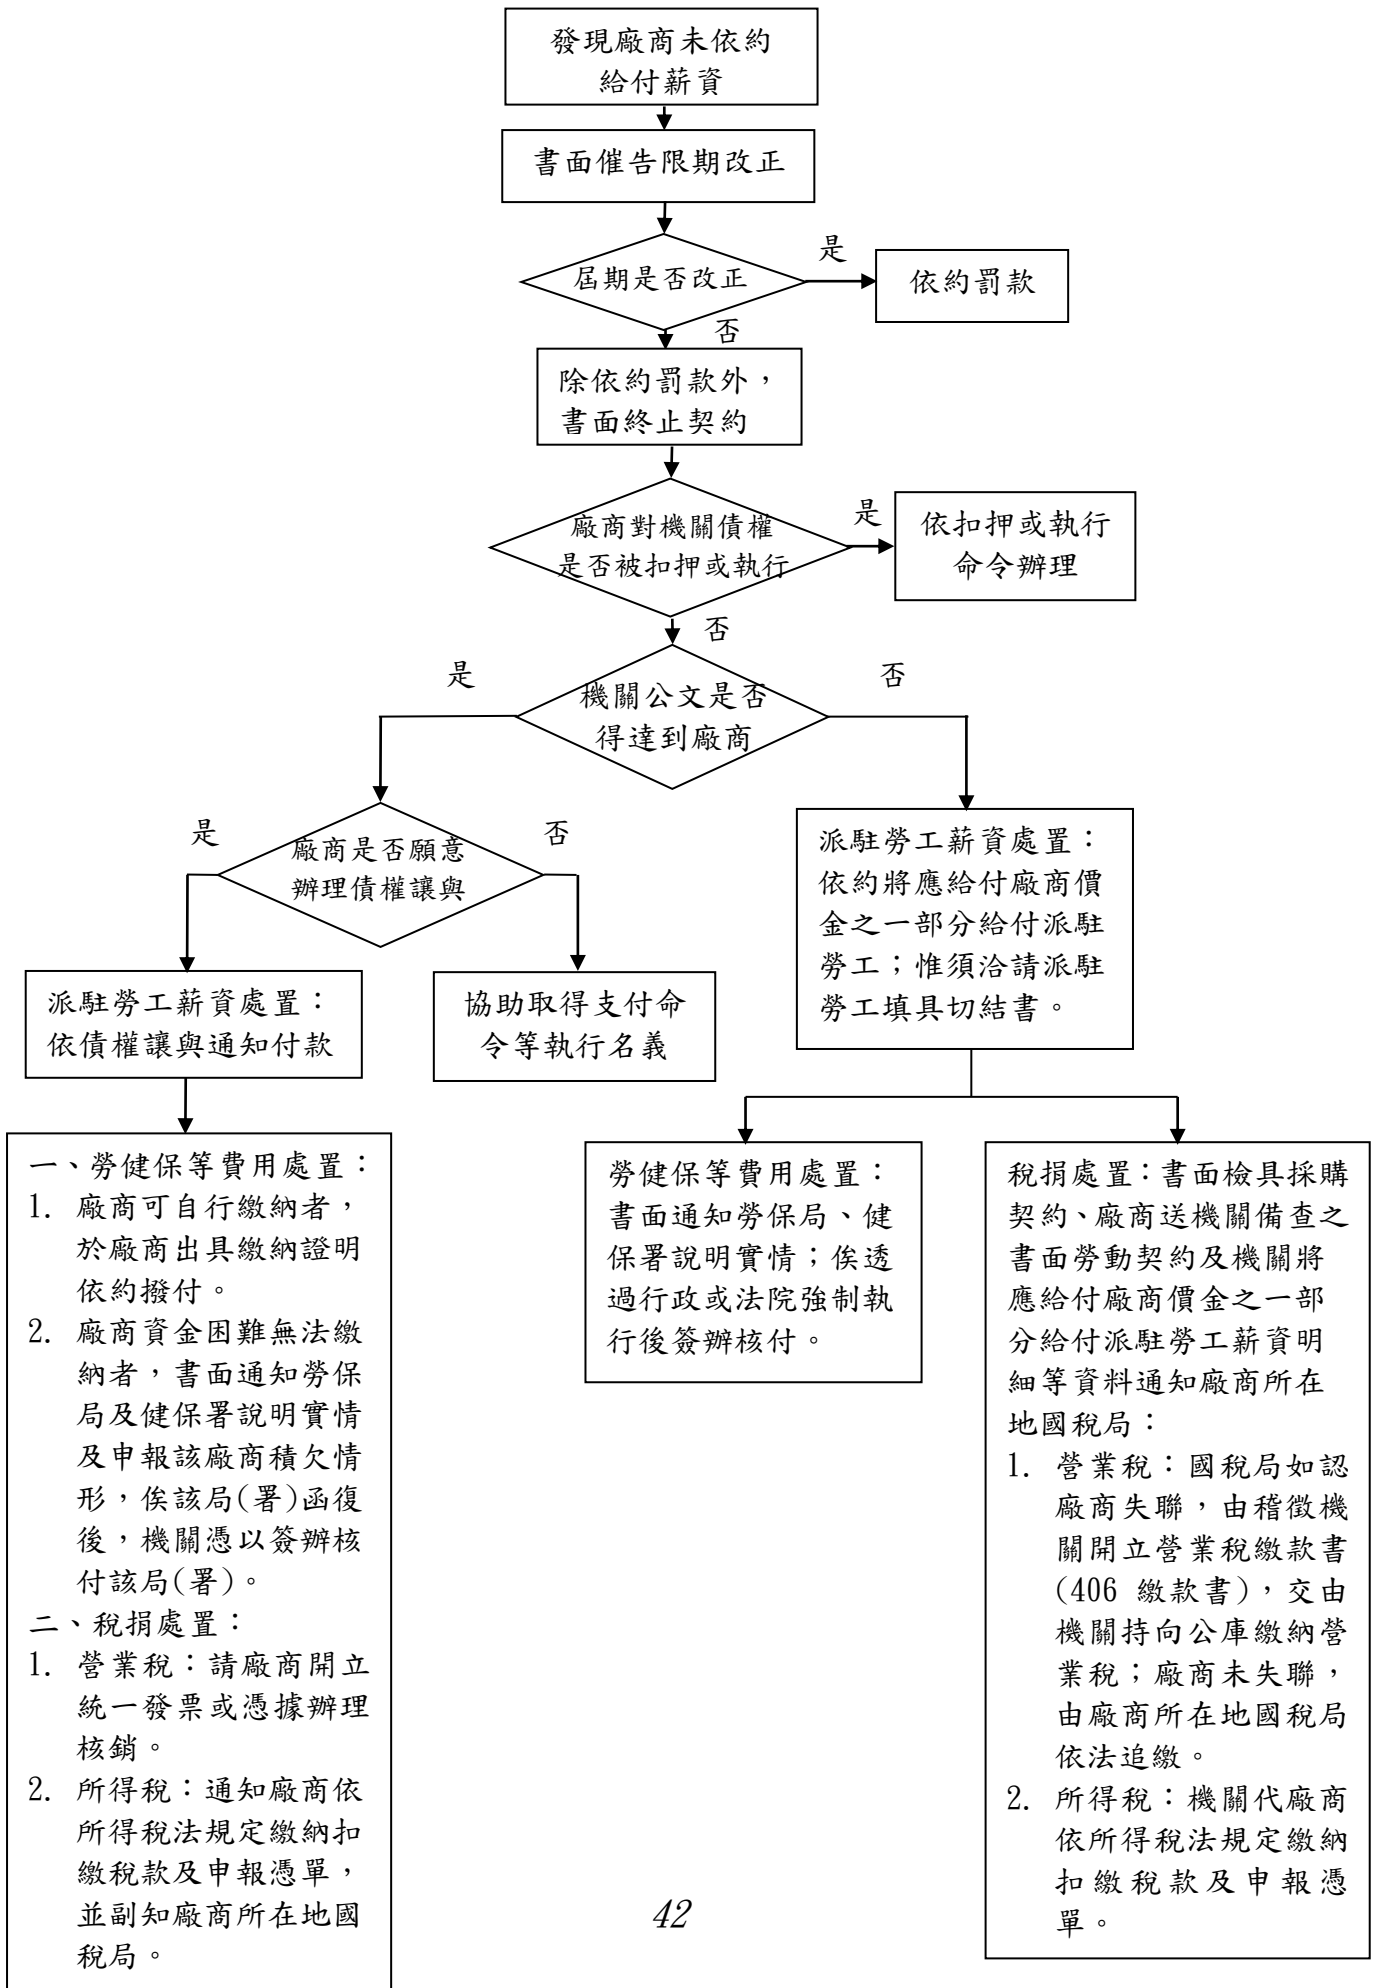 發現廠商未依約
給付薪資
書面催告限期改正
屆期是否改正
是
依約罰款
否
除依約罰款外，
書面終止契約
廠商對機關債權
是否被扣押或執行
是
依扣押或執行
命令辦理
否
機關公文是否
得達到廠商
是
否
廠商是否願意
辦理債權讓與
是
否
派駐勞工薪資處置：
依債權讓與通知付款
協助取得支付命
令等執行名義
派駐勞工薪資處置：
依約將應給付廠商價
金之一部分給付派駐
勞工；惟須洽請派駐
勞工填具切結書。
一、勞健保等費用處置：
1. 廠商可自行繳納者，
於廠商出具繳納證明
依約撥付。
2. 廠商資金困難無法繳
納者，書面通知勞保
局及健保署說明實情
及申報該廠商積欠情
形，俟該局(署)函復
後，機關憑以簽辦核
付該局(署)。
二、稅捐處置：
1. 營業稅：請廠商開立
統一發票或憑據辦理
核銷。
2. 所得稅：通知廠商依
所得稅法規定繳納扣
繳稅款及申報憑單，
並副知廠商所在地國
稅局。
勞健保等費用處置：
書面通知勞保局、健
保署說明實情；俟透
過行政或法院強制執
行後簽辦核付。
稅捐處置：書面檢具採購
契約、廠商送機關備查之
書面勞動契約及機關將
應給付廠商價金之一部
分給付派駐勞工薪資明
細等資料通知廠商所在
地國稅局：
1. 營業稅：國稅局如認
廠商失聯，由稽徵機
關開立營業稅繳款書
(406 繳款書)，交由
機關持向公庫繳納營
業稅；廠商未失聯，
由廠商所在地國稅局
依法追繳。
2. 所得稅：機關代廠商
依所得稅法規定繳納
扣繳稅款及申報憑
單。
42